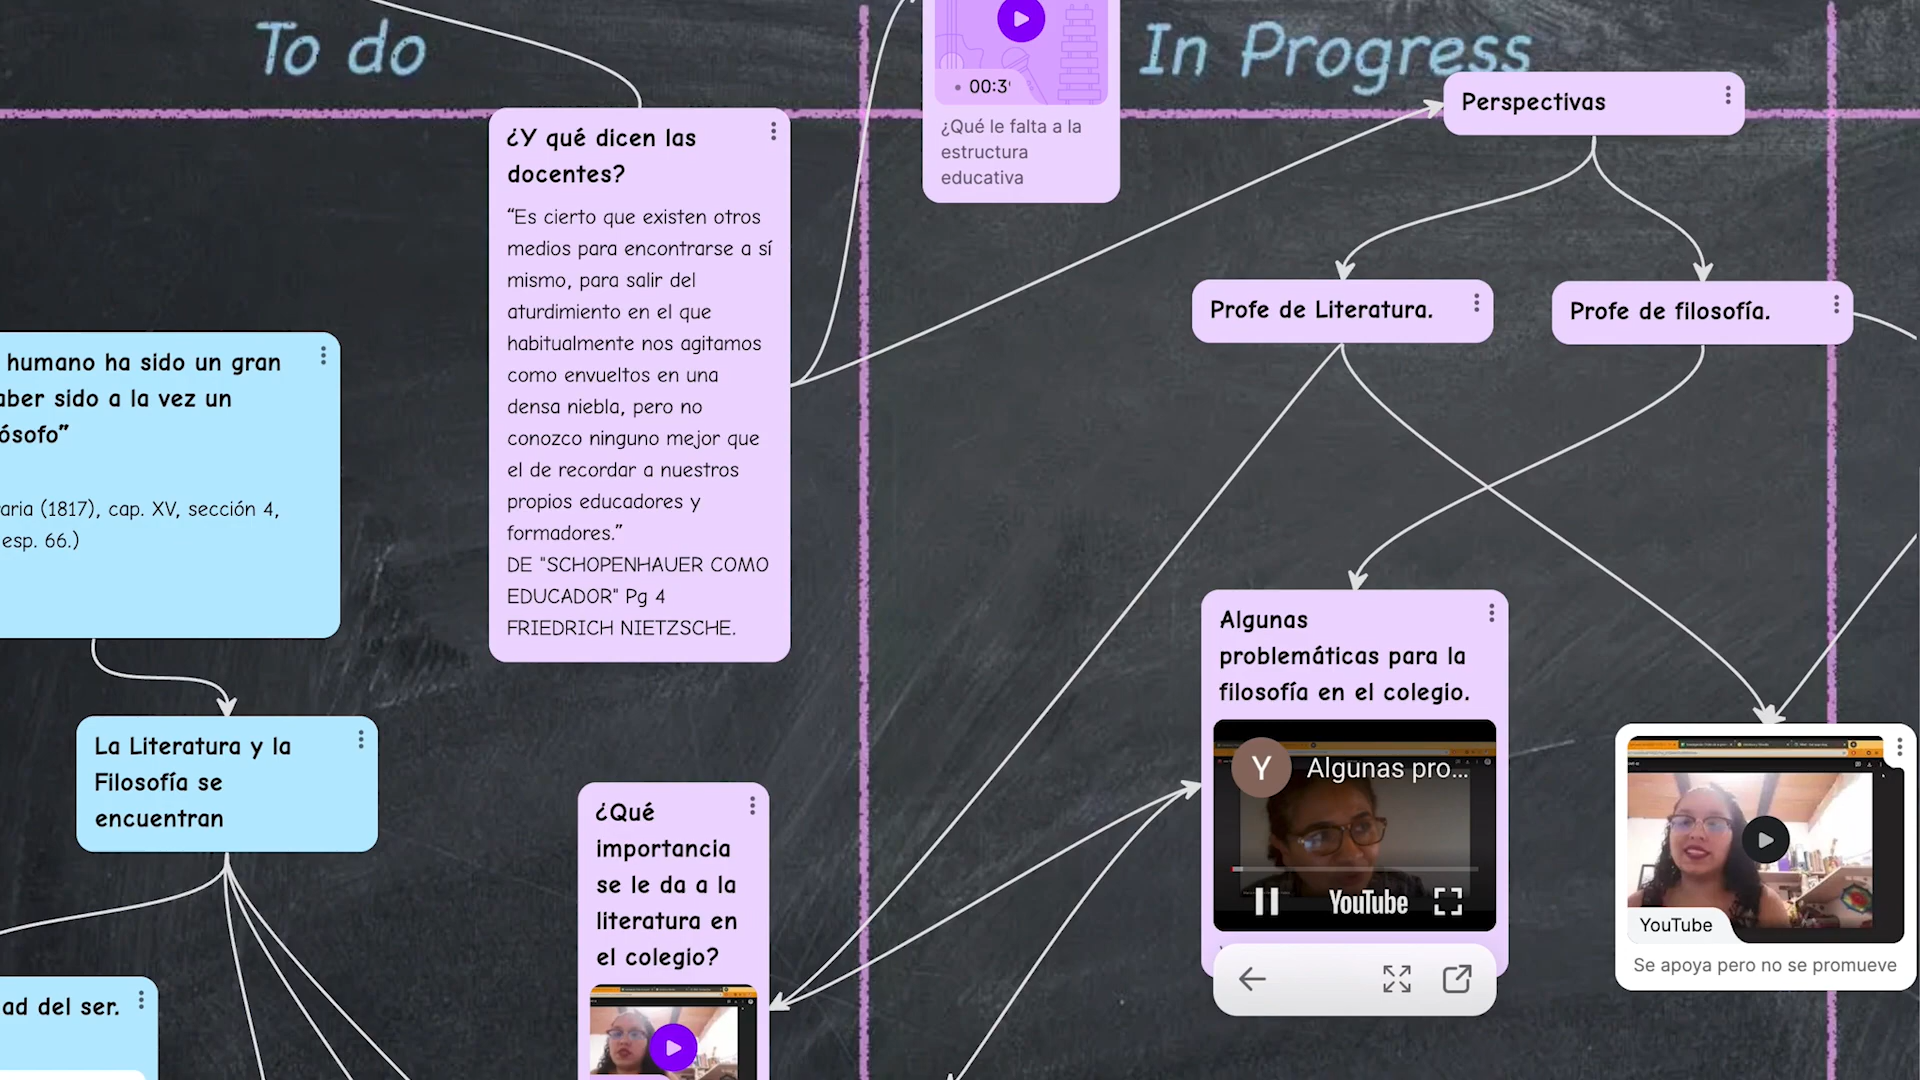 To do
In Progress
00:3
¿Qué le falta a la
estructura
educativa
Perspectivas
¿Y qué dicen las
docentes?
“Es cierto que existen otros
medios para encontrarse a sí
mismo, para salir del
aturdimiento en el que
habitualmente nos agitamos
como envueltos en una
densa niebla, pero no
conozco ninguno mejor que
el de recordar a nuestros
propios educadores y
formadores.”
DE "SCHOPENHAUER COMO
EDUCADOR" Pg 4
FRIEDRICH NIETZSCHE.
Profe de Literatura.
Profe de filosofía.
humano ha sido un gran
aber sido a la vez un
ósofo”
aria (1817), cap. XV, sección 4,
esp. 66.)
La Literatura y la
Filosofía se
encuentran
ad del ser.
¿Qué
importancia
se le da a la
literatura en
el colegio?
Algunas
problemáticas para la
filosofía en el colegio.
Y
Algunas pro...
YouTube
YouTube
Se apoya pero no se promueve